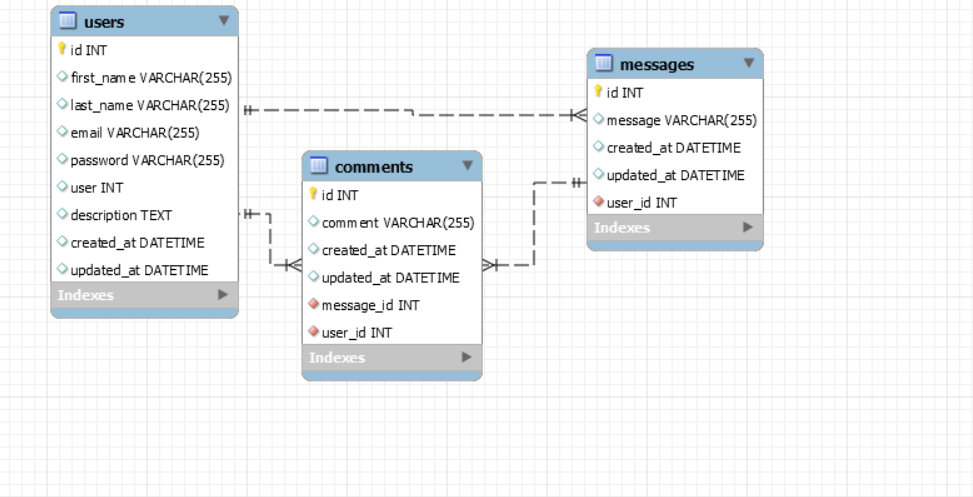 users
id INT
first_name VARCHAR(255)
last_name VARCHAR(255)
email VARCHAR(255)
password VARCHAR(255)
user INT
description TEXT
created_at DATETIME
updated_at DATETIME
Indexes
comments
id INT
comment VARCHAR(255)
created_at DATETIME
updated_at DATETIME
message_id INT
user_id INT
Indexes
messages
id INT
message VARCHAR(255)
created_at DATETIME
updated_at DATETIME
user_id INT
Indexes